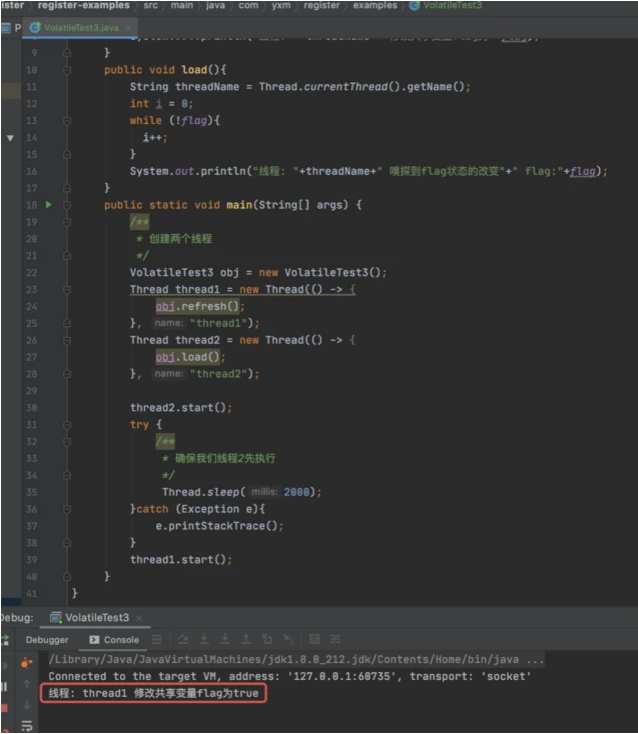 ister register-examples src main java com yxm register examples VolatileTest3
P VolatileTest3.java
9 }
10 public void load(){
11 String threadName = Thread.currentThread().getName();
12 int i = 0;
13 while (!flag){
14 i++;
15 }
16 System.out.println("线程: "+threadName+" 嗅探到flag状态的改变"+" flag:"+flag);
17 }
18 public static void main(String[] args) {
19 /**
20 * 创建两个线程
21 */
22 VolatileTest3 obj = new VolatileTest3();
23 Thread thread1 = new Thread(() -> {
24 obj.refresh();
25 }, name: "thread1");
26 Thread thread2 = new Thread(() -> {
27 obj.load();
28 }, name: "thread2");
29
30 thread2.start();
31 try {
32 /**
33 * 确保我们线程2先执行
34 */
35 Thread.sleep( millis: 2000);
36 }catch (Exception e){
37 e.printStackTrace();
38 }
39 thread1.start();
40 }
41 }
Debug: VolatileTest3
Debugger Console
/Library/Java/JavaVirtualMachines/jdk1.8.0_212.jdk/Contents/Home/bin/java ...
Connected to the target VM, address: '127.0.0.1:60735', transport: 'socket'
线程: thread1 修改共享变量flag为true